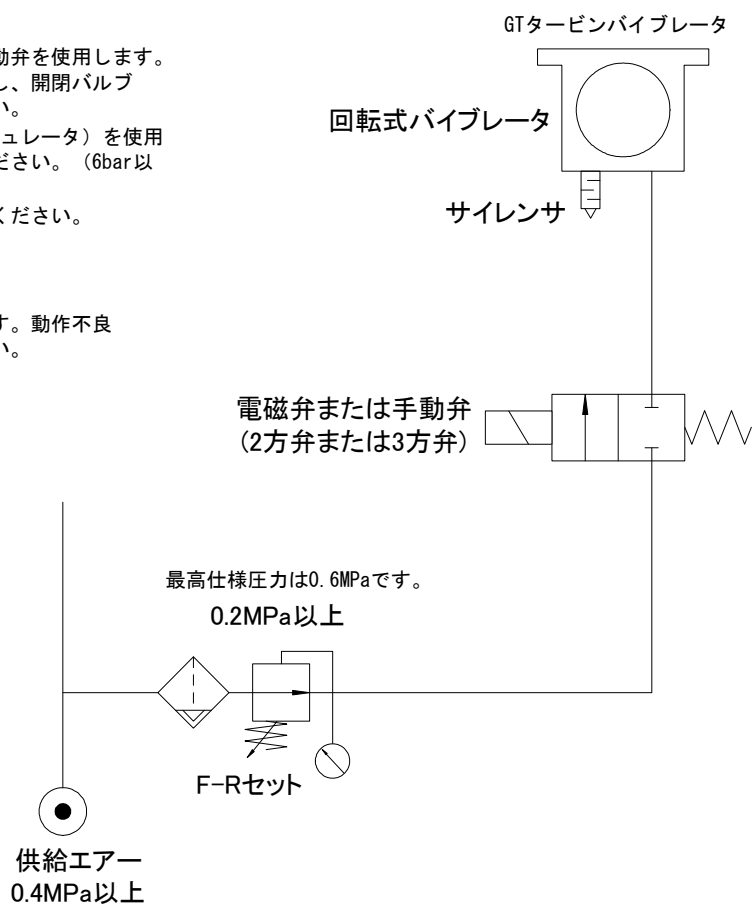 GTタービンバイブレータ
動弁を使用します。
し、開閉バルブ
い。
ュレータ）を使用
ださい。（6bar以
ください。
す。動作不良
い。
回転式バイブレータ
サイレンサ
電磁弁または手動弁
(2方弁または3方弁)
最高仕様圧力は0.6MPaです。
0.2MPa以上
F-Rセット
供給エアー
0.4MPa以上